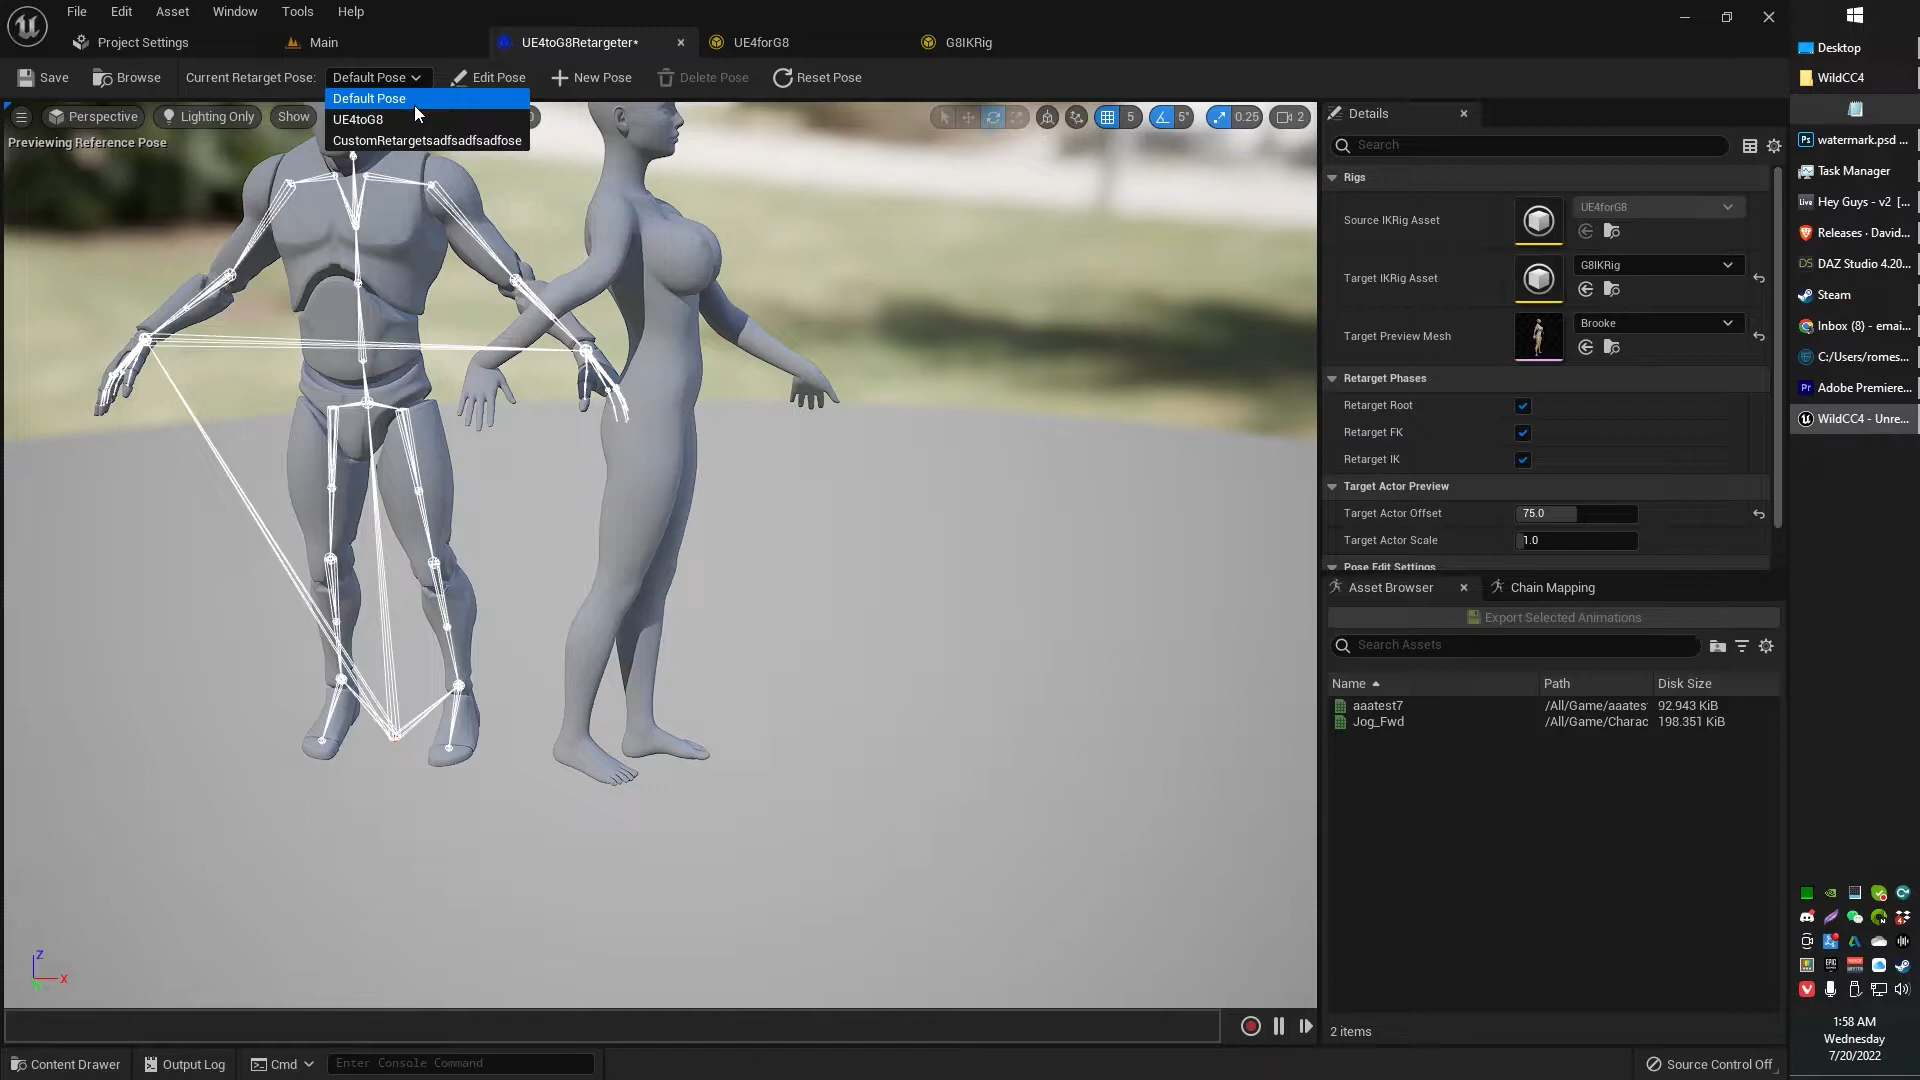 File Edit Asset Window Tools Help
Project Settings Main UE4toG8Retargeter* UE4forG8 G8IKRig
Save Browse Current Retarget Pose: Default Pose Edit Pose New Pose Delete Pose Reset Pose
Default Pose
UE4toG8
CustomRetargetsadfsadfsadfose
Perspective Lighting Only Show 5 5° 0.25 2
Previewing Reference Pose
Details
Search
Rigs
Source IKRig Asset UE4forG8
Target IKRig Asset G8IKRig
Target Preview Mesh Brooke
Retarget Phases
Retarget Root
Retarget FK
Retarget IK
Target Actor Preview
Target Actor Offset 75.0
Target Actor Scale 1.0
Pose Edit Settings
Asset Browser Chain Mapping
Export Selected Animations
Search Assets
Name Path Disk Size
aaatest7 /All/Game/aaates 92.943 KiB
Jog_Fwd /All/Game/Charac 198.351 KiB
2 items
Z
X
Content Drawer Output Log Cmd Enter Console Command Source Control Off
Desktop
WildCC4
watermark.psd ...
Task Manager
Hey Guys - v2 [...
Releases · David...
DAZ Studio 4.20...
Steam
Inbox (8) - emai...
C:/Users/romes...
Adobe Premiere...
WildCC4 - Unre...
1:58 AM
Wednesday
7/20/2022